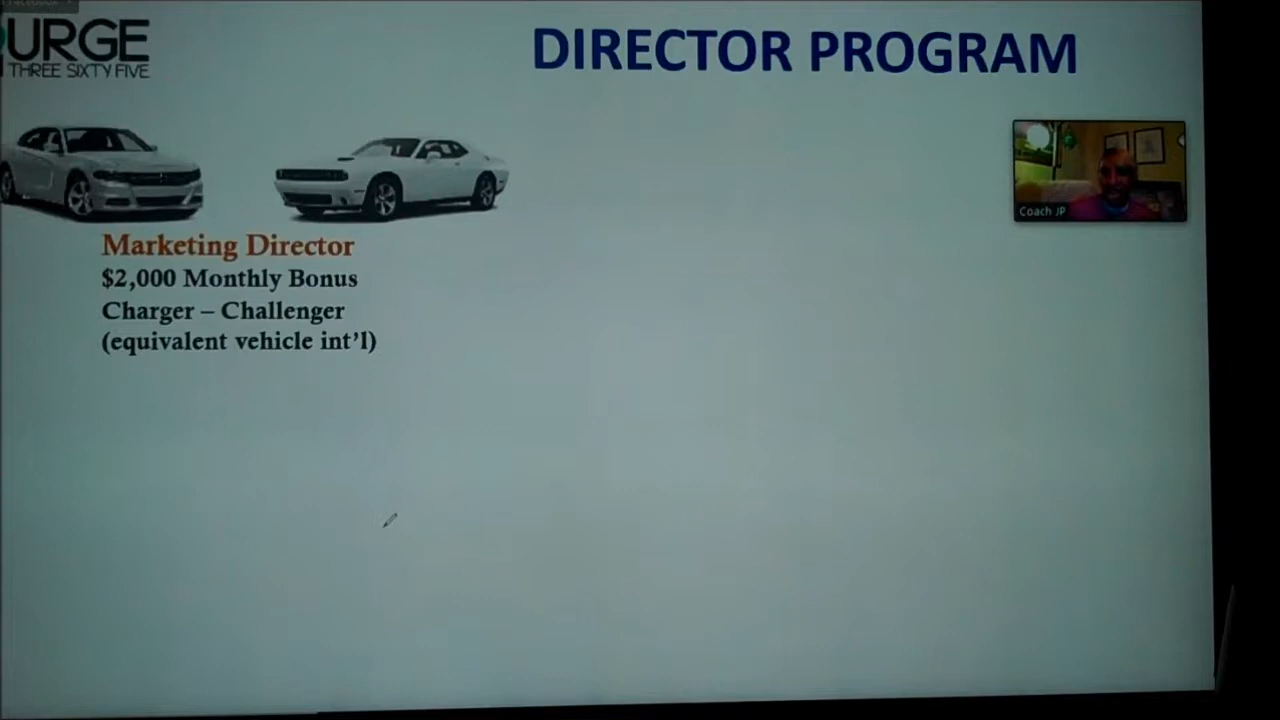 URGE
THREE SIXTY FIVE
DIRECTOR PROGRAM
Coach JP
Marketing Director
$2,000 Monthly Bonus
Charger – Challenger
(equivalent vehicle int'l)